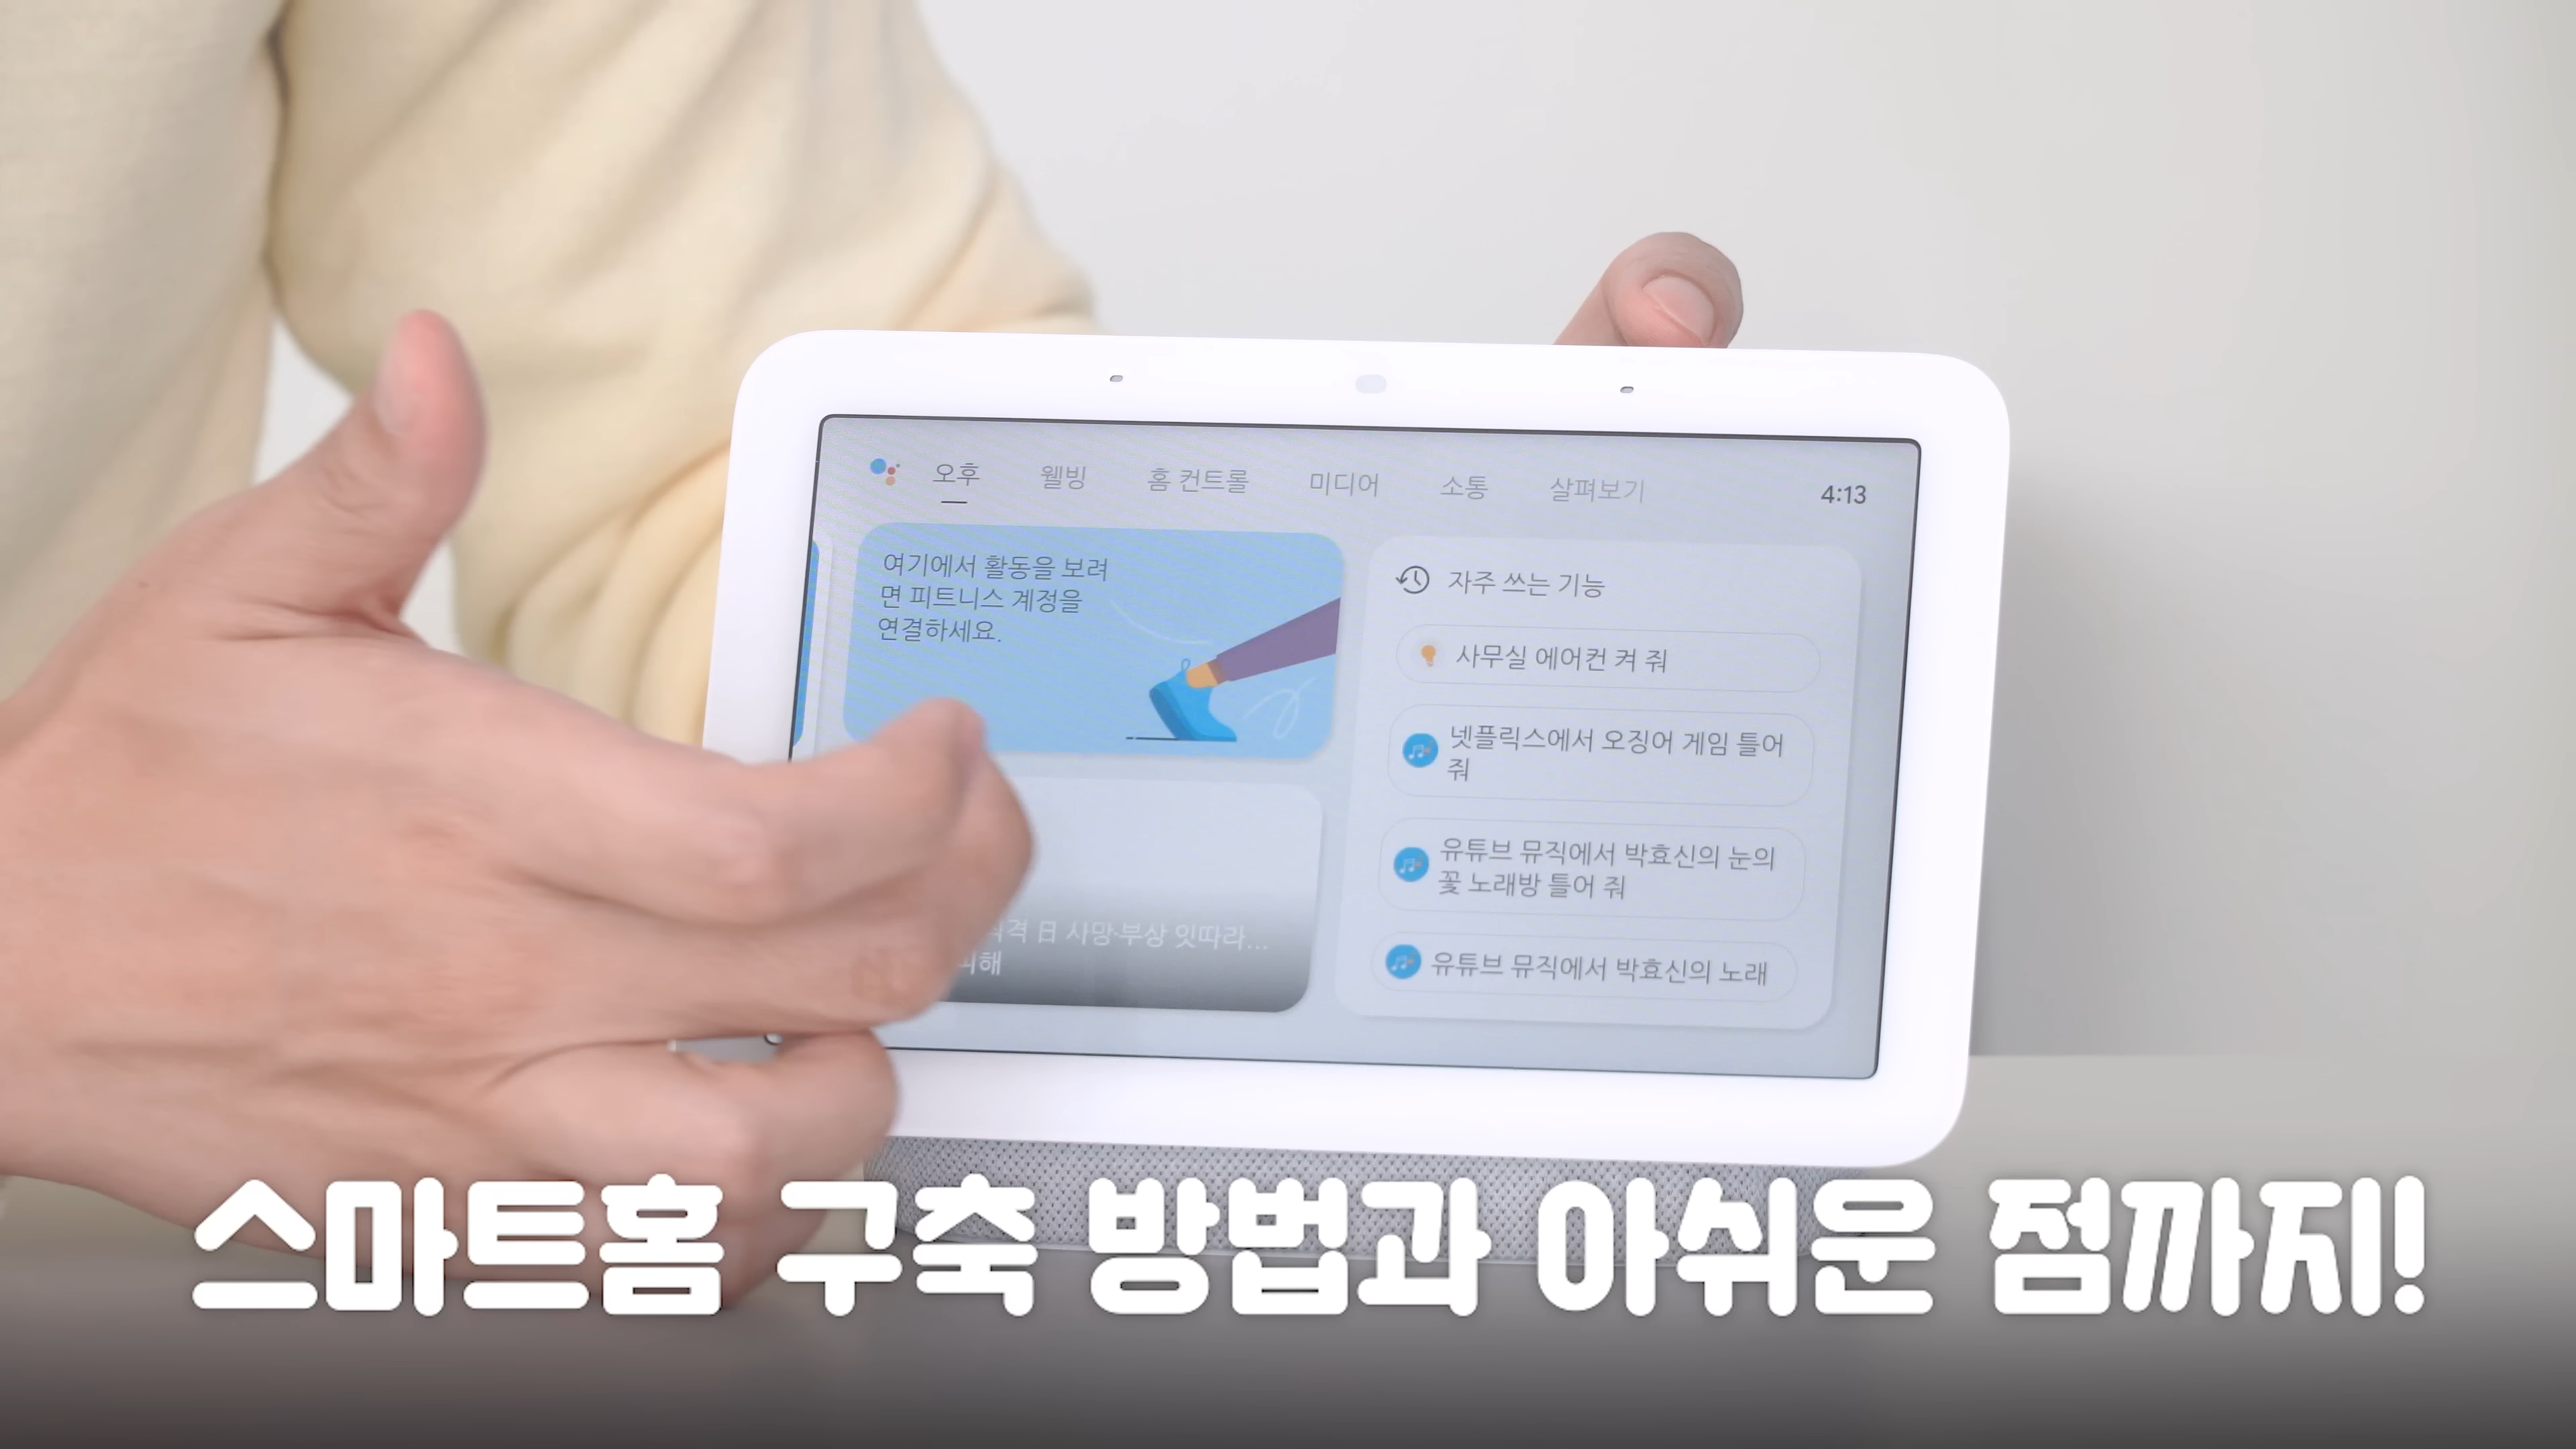 오후 웰빙 홈 컨트롤 미디어 소통 살펴보기 4:13
여기에서 활동을 보려
면 피트니스 계정을
연결하세요.
日 사망·부상 잇따라...
피해
자주 쓰는 기능
사무실 에어컨 켜 줘
넷플릭스에서 오징어 게임 틀어
줘
유튜브 뮤직에서 박효신의 눈의
꽃 노래방 틀어 줘
유튜브 뮤직에서 박효신의 노래
스마트홈 구축 방법과 아쉬운 점까지!